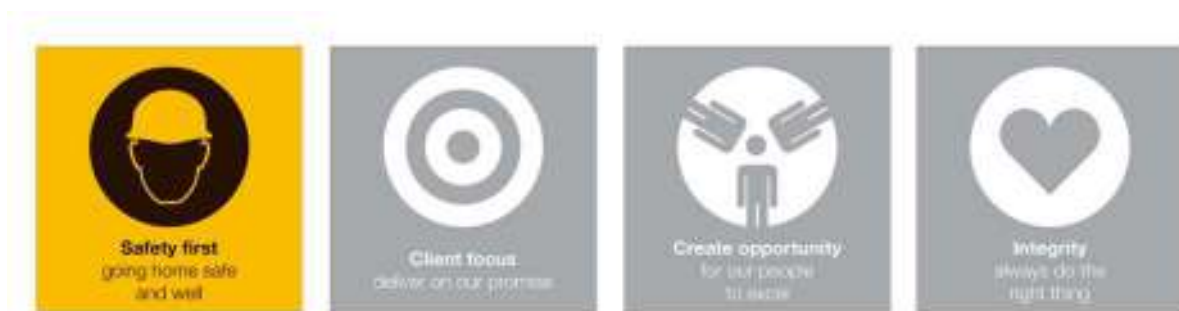 Safety first
going home safe
and well
Client focus
deliver on our promise
Create opportunity
for our people
to excel
Integrity
always do the
right thing